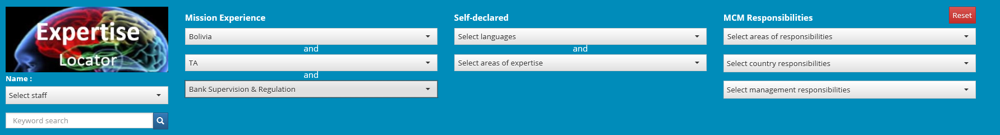 Expertise
Locator
Name :
Select staff
Keyword search
Mission Experience
Bolivia
and
TA
and
Bank Supervision & Regulation
Self-declared
Select languages
and
Select areas of expertise
MCM Responsibilities
Reset
Select areas of responsibilities
Select country responsibilities
Select management responsibilities